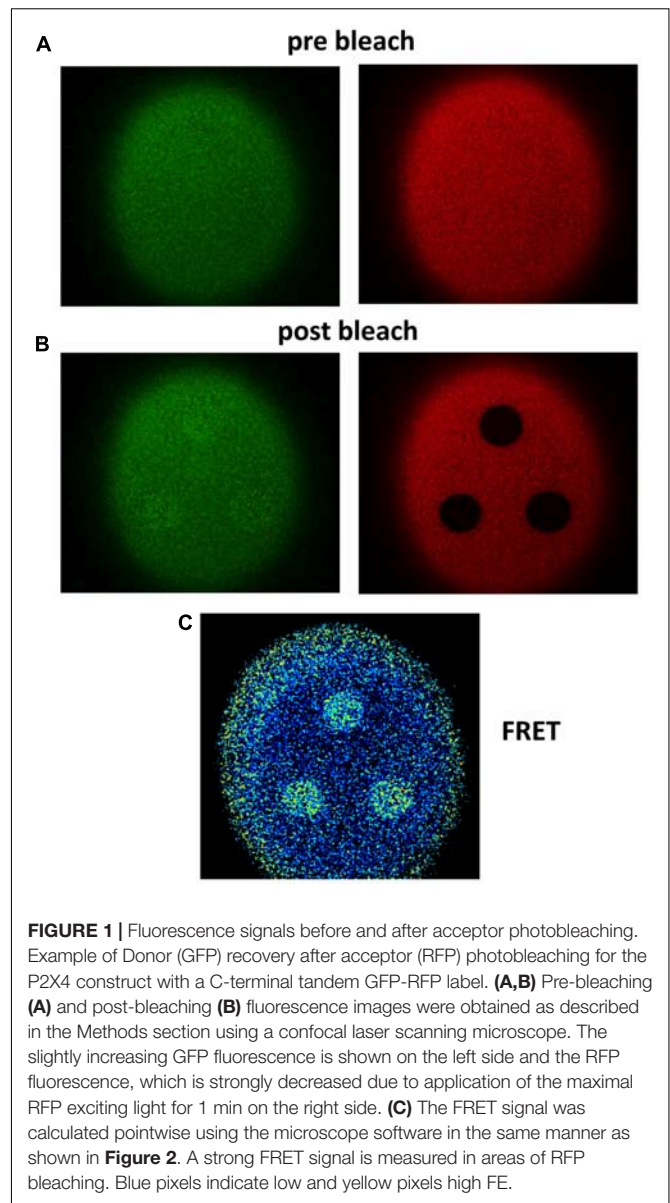 A
pre bleach
B
post bleach
C
FRET
FIGURE 1 | Fluorescence signals before and after acceptor photobleaching.
Example of Donor (GFP) recovery after acceptor (RFP) photobleaching for the
P2X4 construct with a C-terminal tandem GFP-RFP label. (A,B) Pre-bleaching
(A) and post-bleaching (B) fluorescence images were obtained as described
in the Methods section using a confocal laser scanning microscope. The
slightly increasing GFP fluorescence is shown on the left side and the RFP
fluorescence, which is strongly decreased due to application of the maximal
RFP exciting light for 1 min on the right side. (C) The FRET signal was
calculated pointwise using the microscope software in the same manner as
shown in Figure 2. A strong FRET signal is measured in areas of RFP
bleaching. Blue pixels indicate low and yellow pixels high FE.